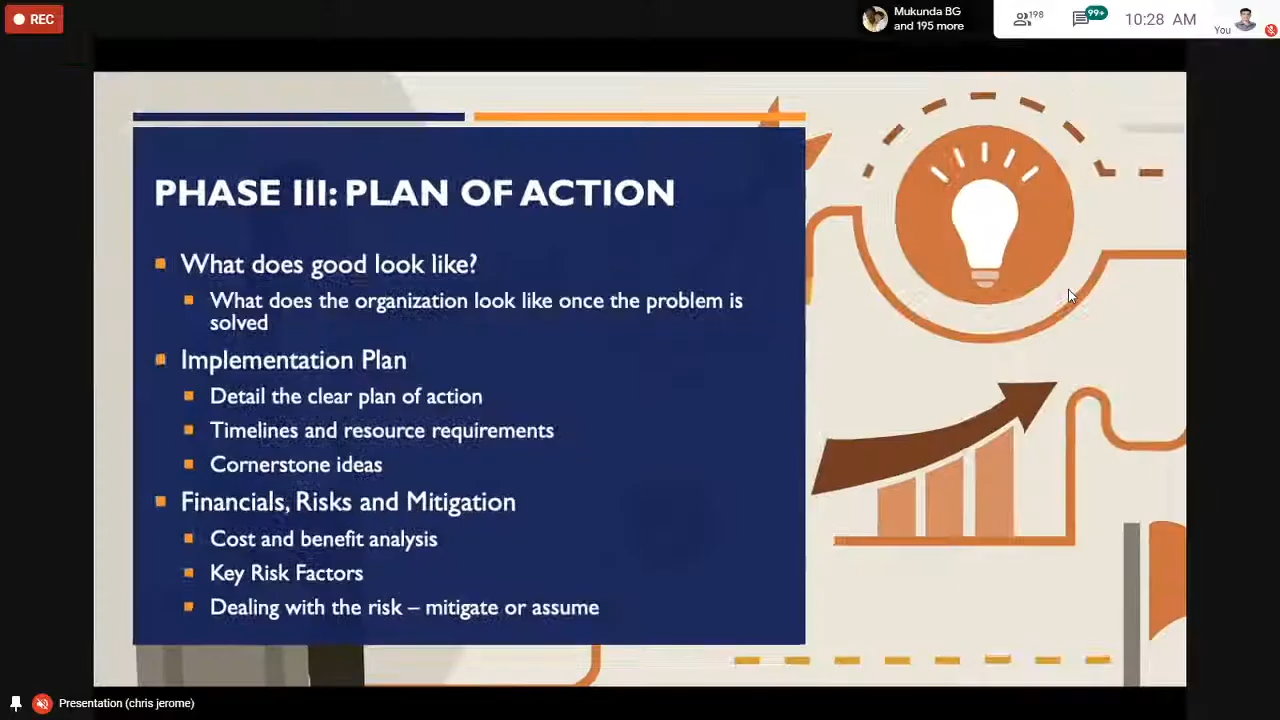 REC
Mukunda BG
and 195 more
198
99+
10:28 AM
You
PHASE III: PLAN OF ACTION
What does good look like?
What does the organization look like once the problem is
solved
Implementation Plan
Detail the clear plan of action
Timelines and resource requirements
Cornerstone ideas
Financials, Risks and Mitigation
Cost and benefit analysis
Key Risk Factors
Dealing with the risk – mitigate or assume
Presentation (chris jerome)